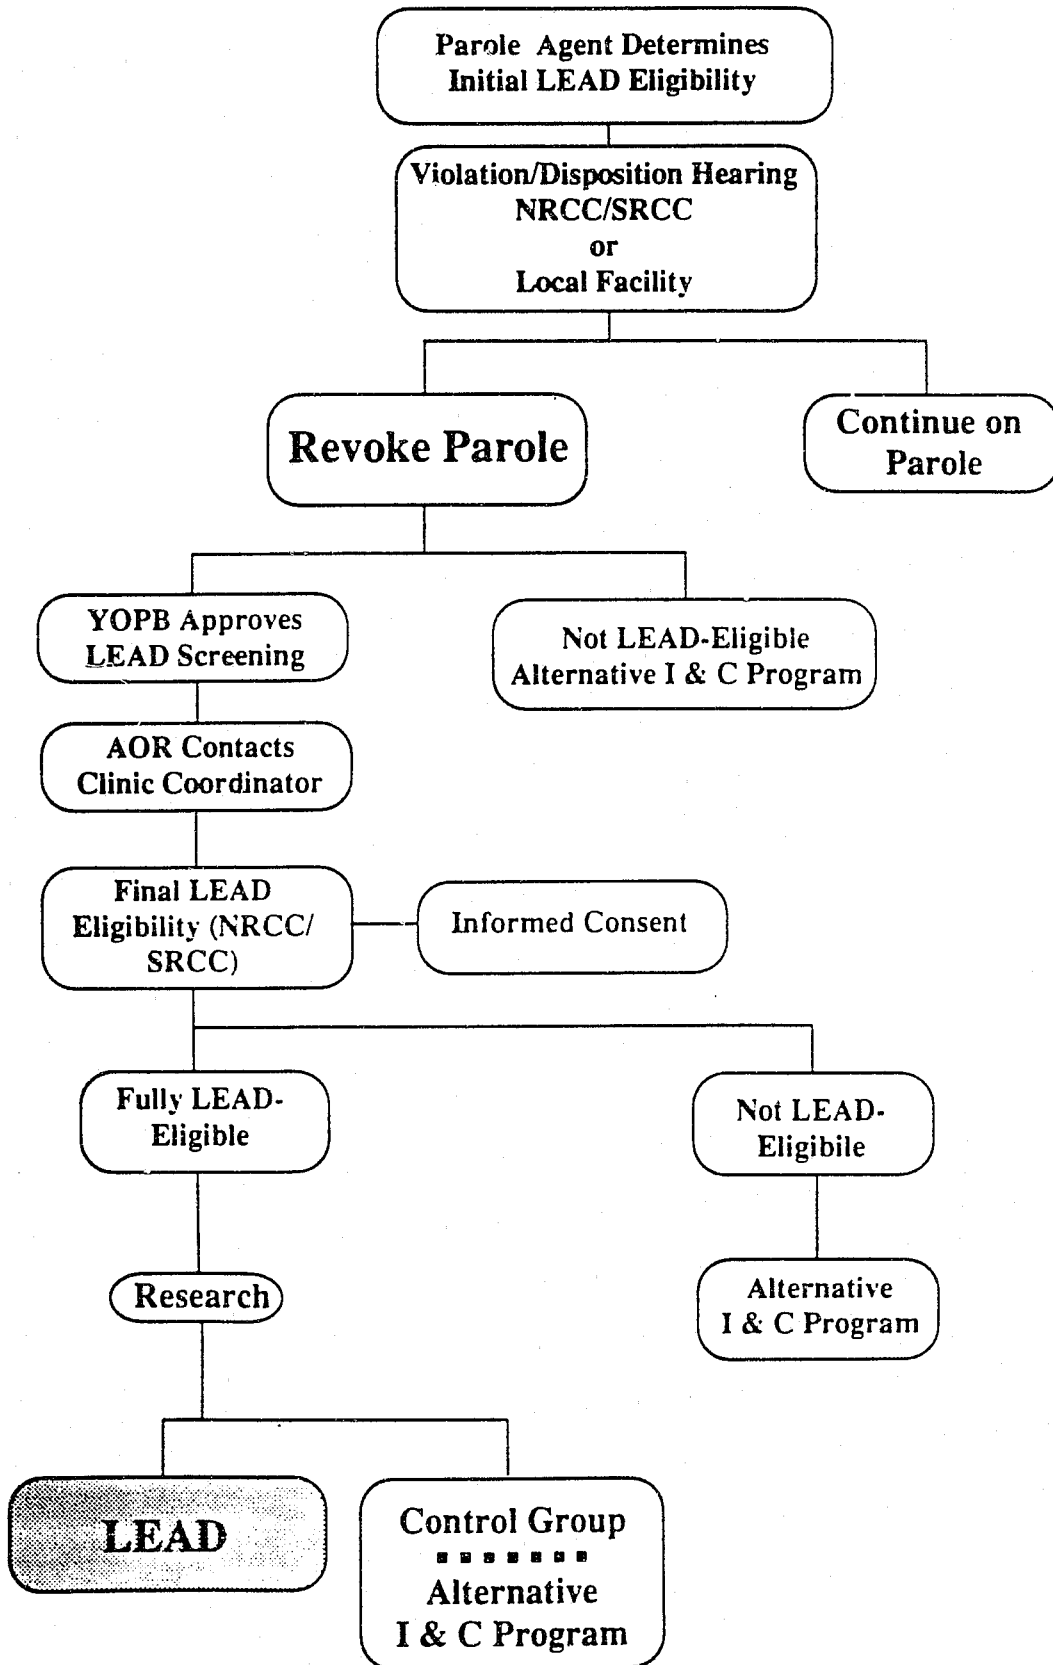 Parole Agent Determines
Initial LEAD Eligibility
Violation/Disposition Hearing
NRCC/SRCC
or
Local Facility
Revoke Parole
Continue on
Parole
YOPB Approves
LEAD Screening
Not LEAD-Eligible
Alternative I & C Program
AOR Contacts
Clinic Coordinator
Final LEAD
Eligibility (NRCC/
SRCC)
Informed Consent
Fully LEAD-
Eligible
Not LEAD-
Eligibile
Research
Alternative
I & C Program
LEAD
Control Group
Alternative
I & C Program